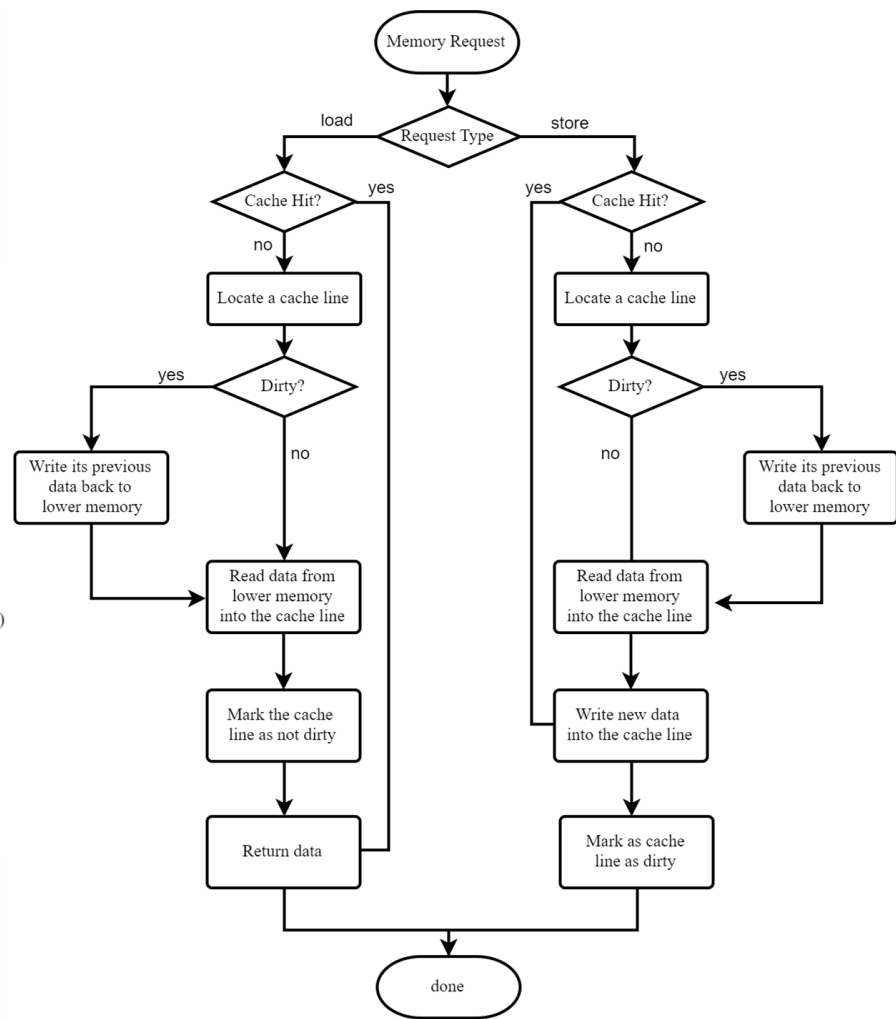 Memory Request
load
Request Type
store
Cache Hit?
yes
yes
Cache Hit?
no
no
Locate a cache line
Locate a cache line
yes
Dirty?
Dirty?
yes
Write its previous
data back to
lower memory
no
no
Write its previous
data back to
lower memory
Read data from
lower memory
into the cache line
Read data from
lower memory
into the cache line
)
Mark the cache
line as not dirty
Write new data
into the cache line
Return data
Mark as cache
line as dirty
done